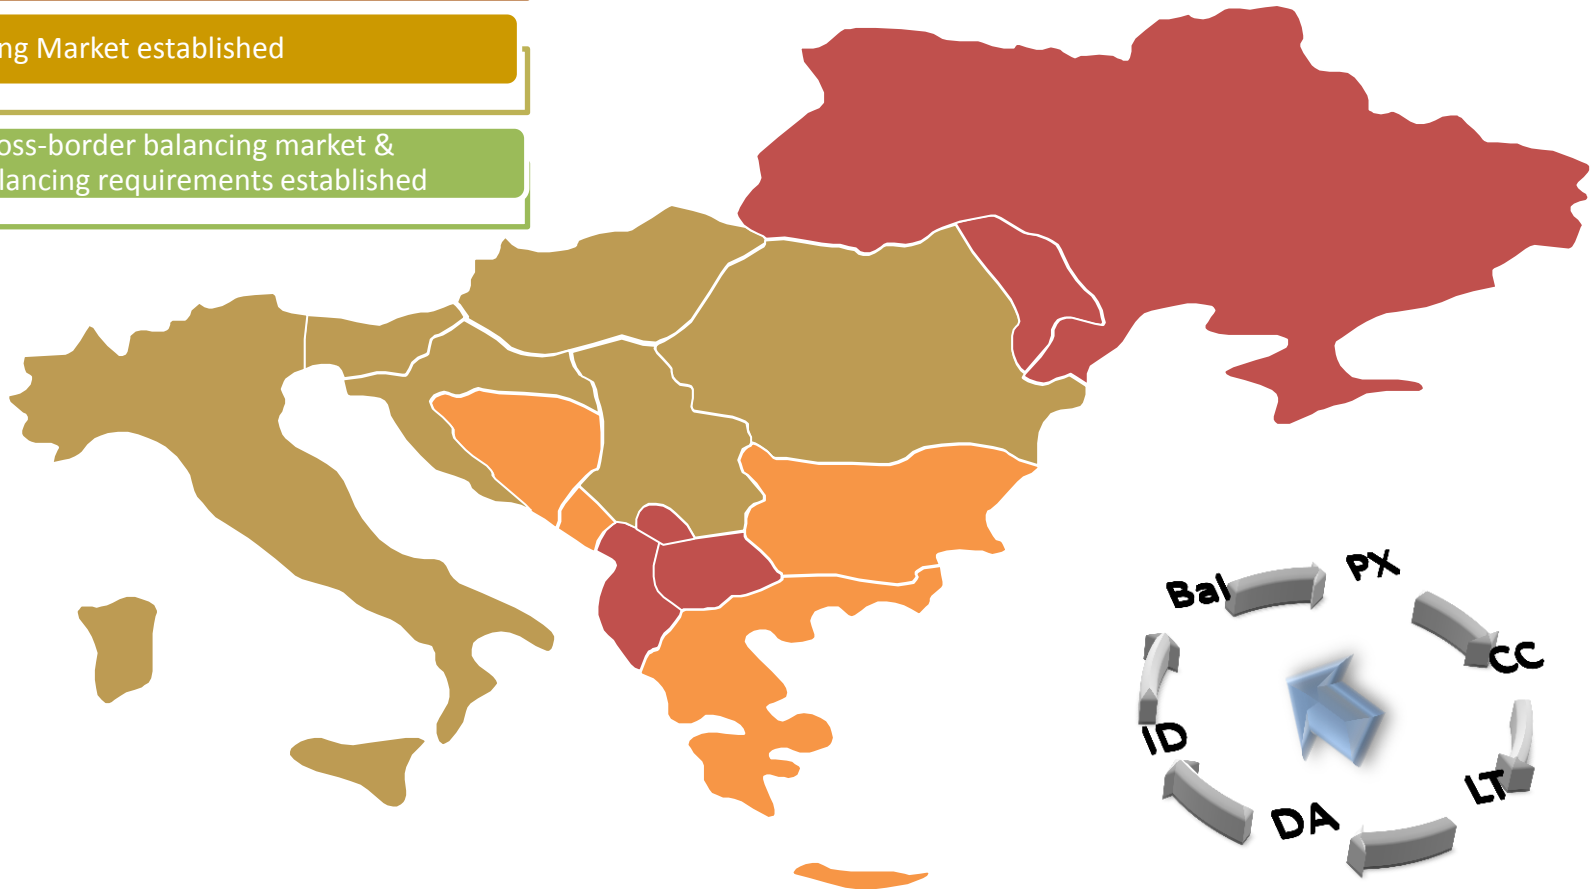 ng Market established
oss-border balancing market &
lancing requirements established
PX
Bal
CC
ID
LT
DA